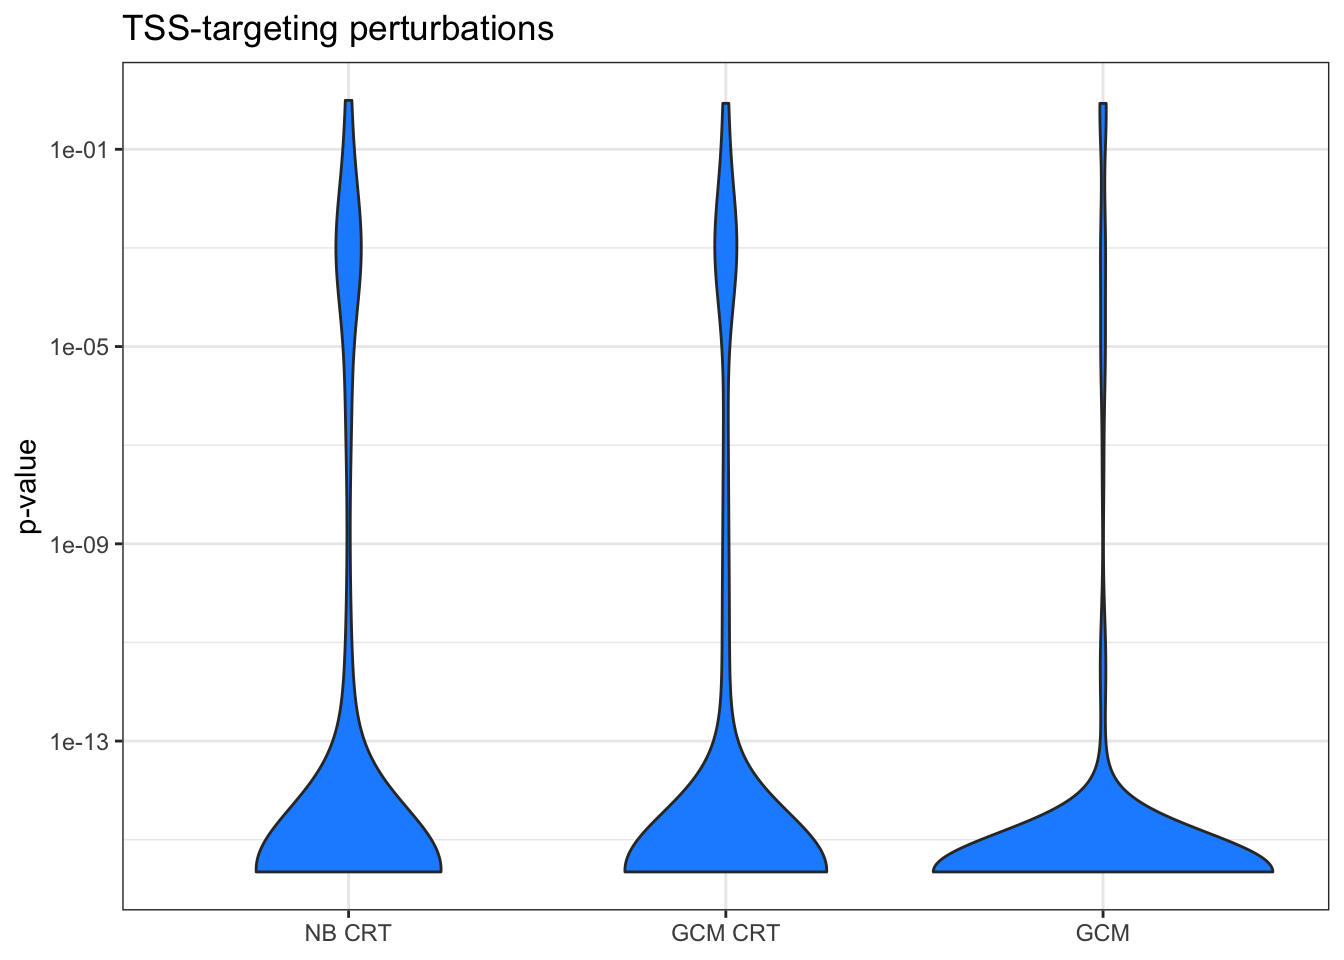 TSS-targeting perturbations
p-value
1e-01
1e-05
1e-09
1e-13
NB CRT
GCM CRT
GCM